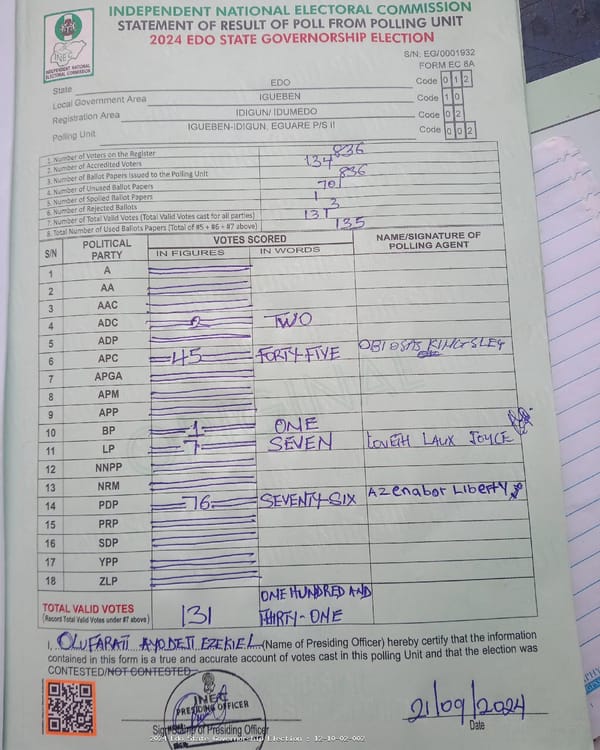 INDEPENDENT NATIONAL ELECTORAL COMMISSION
STATEMENT OF RESULT OF POLL FROM POLLING UNIT
2024 EDO STATE GOVERNORSHIP ELECTION
INEC
INDEPENDENT NATIONAL ELECTORAL COMMISSION
S/N: EG/0001932
FORM EC 8A
State EDO Code 0 1 2
Local Government Area IGUEBEN Code 1 0
Registration Area IDIGUN/ IDUMEDO Code 0 2
Polling Unit IGUEBEN-IDIGUN, EGUARE P/S II Code 0 0 2
1. Number of Voters on the Register 836
2. Number of Accredited Voters 134
3. Number of Ballot Papers Issued to the Polling Unit 836
4. Number of Unused Ballot Papers 701
5. Number of Spoiled Ballot Papers 1
6. Number of Rejected Ballots 3
7. Number of Total Valid Votes (Total Valid Votes cast for all parties) 131
8. Total Number of Used Ballots Papers (Total of #5 + #6 + #7 above) 135
S/N POLITICAL PARTY VOTES SCORED NAME/SIGNATURE OF POLLING AGENT
IN FIGURES IN WORDS
1 A
2 AA
3 AAC
4 ADC 2 TWO
5 ADP
6 APC 45 FORTY FIVE OBIOSAS KINGSLEY
7 APGA
8 APM
9 APP
10 BP 1 ONE
11 LP 7 SEVEN LOVETH LAUX JOYCE
12 NNPP
13 NRM
14 PDP 76 SEVENTY SIX Azenabor Liberty
15 PRP
16 SDP
17 YPP
18 ZLP
TOTAL VALID VOTES 131 ONE HUNDRED AND
(Record Total Valid Votes under #7 above) THIRTY-ONE
I, OLUFARATI AYODEJI EZEKIEL (Name of Presiding Officer) hereby certify that the information
contained in this form is a true and accurate account of votes cast in this polling Unit and that the election was
CONTESTED/NOT CONTESTED
INEC
PRESIDING OFFICER
21/09/2024
Signature of Presiding Officer Date
2024 Edo State Governorship Election : 12-10-02-002